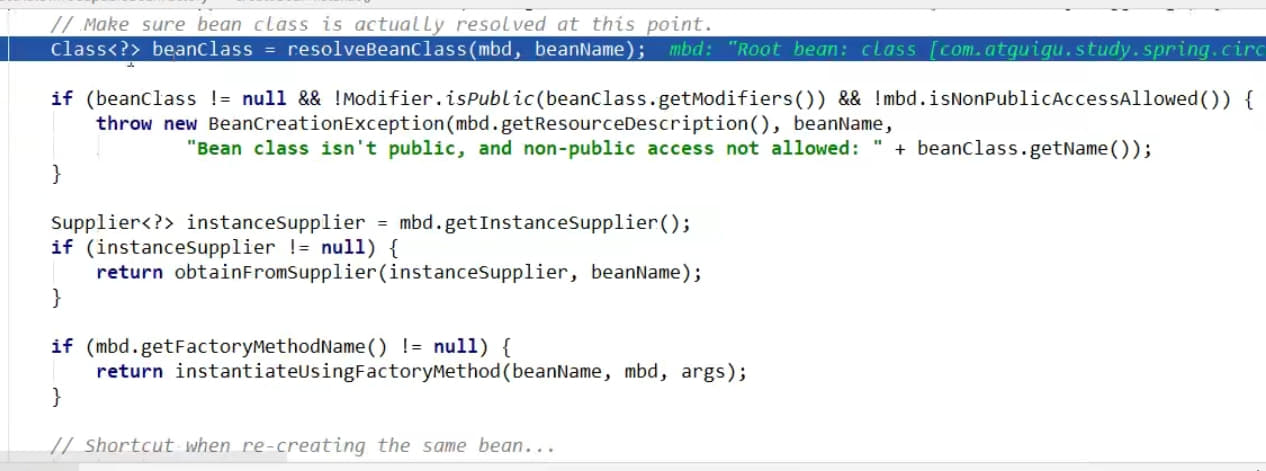 // Make sure bean class is actually resolved at this point.
Class<?> beanClass = resolveBeanClass(mbd, beanName); mbd: "Root bean: class [com.atguigu.study.spring.circ
if (beanClass != null && !Modifier.isPublic(beanClass.getModifiers()) && !mbd.isNonPublicAccessAllowed()) {
throw new BeanCreationException(mbd.getResourceDescription(), beanName,
"Bean class isn't public, and non-public access not allowed: " + beanClass.getName());
}
Supplier<?> instanceSupplier = mbd.getInstanceSupplier();
if (instanceSupplier != null) {
return obtainFromSupplier(instanceSupplier, beanName);
}
if (mbd.getFactoryMethodName() != null) {
return instantiateUsingFactoryMethod(beanName, mbd, args);
}
// Shortcut when re-creating the same bean...